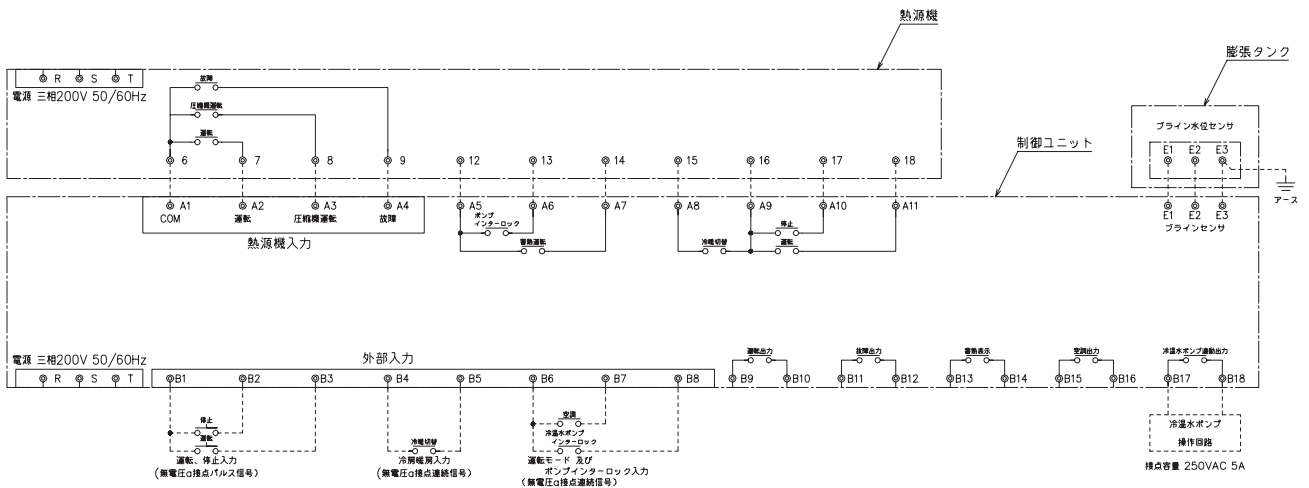 熱源機
膨張タンク
R S T
電源 三相200V 50/60Hz
故障
圧縮機運転
運転
6 7 8 9 12 13 14 15 16 17 18
ブライン水位センサ
E1 E2 E3
制御ユニット
アース
A1 A2 A3 A4 A5 A6 A7 A8 A9 A10 A11
COM 運転 圧縮機運転 故障
熱源機入力
ポンプ
インターロック
蓄熱運転
冷暖切替
停止
運転
E1 E2 E3
ブラインセンサ
電源 三相200V 50/60Hz
R S T
外部入力
運転出力
故障出力
蓄熱表示
空調出力
冷温水ポンプ連動出力
B1 B2 B3 B4 B5 B6 B7 B8 B9 B10 B11 B12 B13 B14 B15 B16 B17 B18
停止
運転
運転、停止入力
(無電圧a接点パルス信号)
冷暖切替
冷房暖房入力
(無電圧a接点連続信号)
空調
冷温水ポンプ
インターロック
運転モード 及び
ポンプインターロック入力
(無電圧a接点連続信号)
冷温水ポンプ
操作回路
接点容量 250VAC 5A